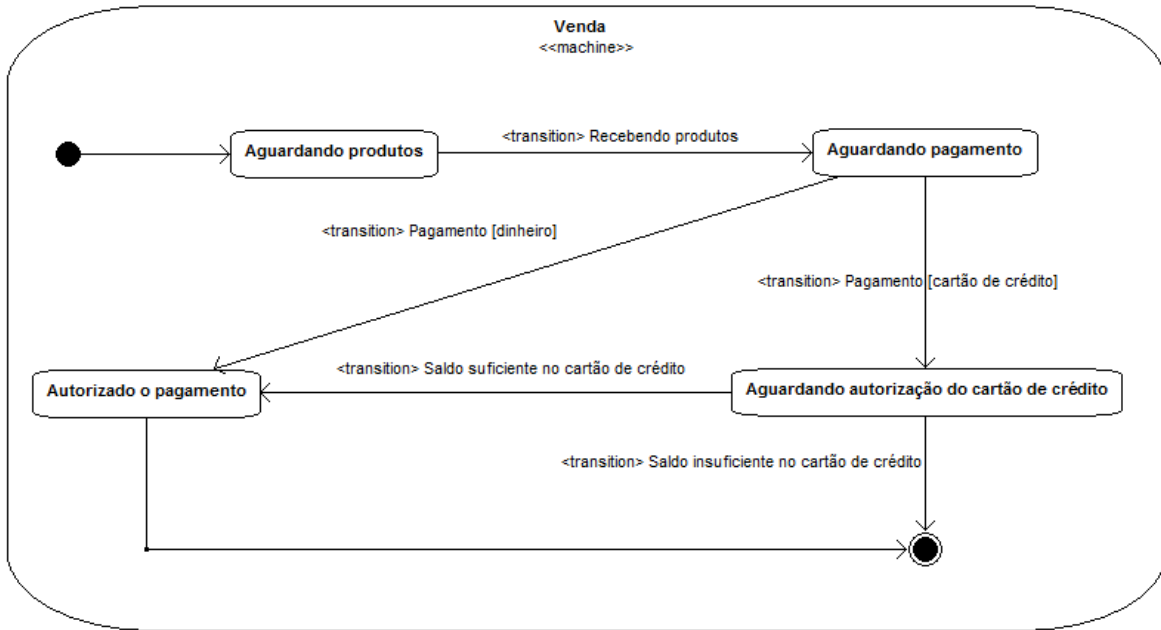 Venda
<<machine>>
<transition> Recebendo produtos
Aguardando produtos
Aguardando pagamento
<transition> Pagamento [dinheiro]
<transition> Pagamento [cartão de crédito]
<transition> Saldo suficiente no cartão de crédito
Autorizado o pagamento
Aguardando autorização do cartão de crédito
<transition> Saldo insuficiente no cartão de crédito